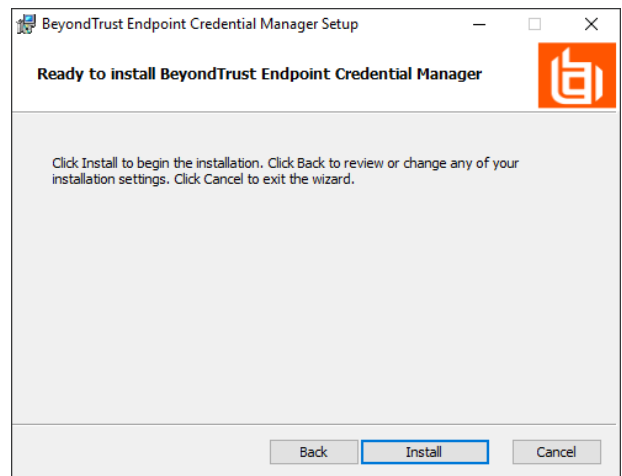 BeyondTrust Endpoint Credential Manager Setup
Ready to install BeyondTrust Endpoint Credential Manager
Click Install to begin the installation. Click Back to review or change any of your
installation settings. Click Cancel to exit the wizard.
Back Install Cancel